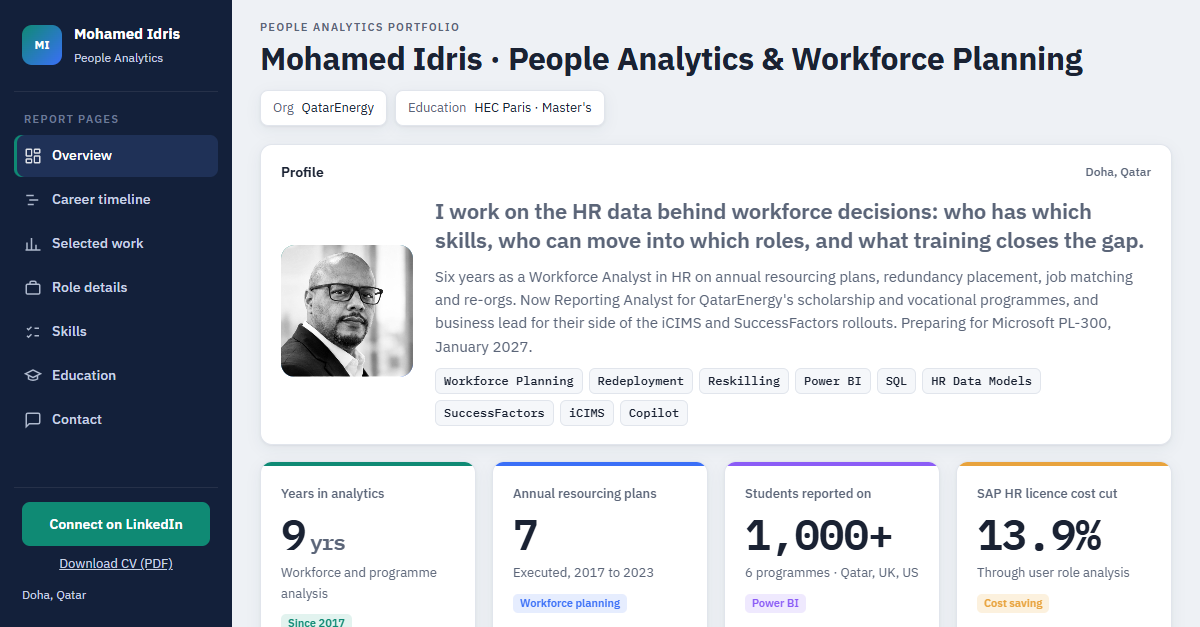 MI
Mohamed Idris
People Analytics
REPORT PAGES
Overview
Career timeline
Selected work
Role details
Skills
Education
Contact
Connect on LinkedIn
Download CV (PDF)
Doha, Qatar
PEOPLE ANALYTICS PORTFOLIO
Mohamed Idris · People Analytics & Workforce Planning
Org QatarEnergy
Education HEC Paris · Master's
Profile
Doha, Qatar
I work on the HR data behind workforce decisions: who has which
skills, who can move into which roles, and what training closes the gap.
Six years as a Workforce Analyst in HR on annual resourcing plans, redundancy placement, job matching
and re-orgs. Now Reporting Analyst for QatarEnergy's scholarship and vocational programmes, and
business lead for their side of the iCIMS and SuccessFactors rollouts. Preparing for Microsoft PL-300,
January 2027.
Workforce Planning Redeployment Reskilling Power BI SQL HR Data Models
SuccessFactors iCIMS Copilot
Years in analytics
9 yrs
Workforce and programme
analysis
Since 2017
Annual resourcing plans
7
Executed, 2017 to 2023
Workforce planning
Students reported on
1,000+
6 programmes · Qatar, UK, US
Power BI
SAP HR licence cost cut
13.9%
Through user role analysis
Cost saving